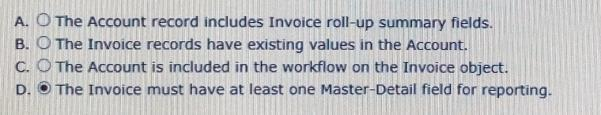 A. The Account record includes Invoice roll-up summary fields.
B. The Invoice records have existing values in the Account.
C. The Account is included in the workflow on the Invoice object.
D. The Invoice must have at least one Master-Detail field for reporting.